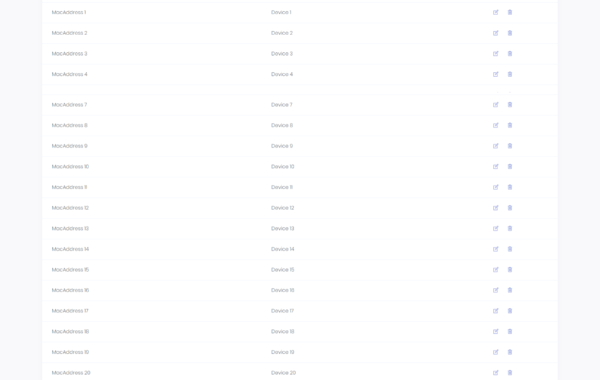 MacAddress 1 Device 1
MacAddress 2 Device 2
MacAddress 3 Device 3
MacAddress 4 Device 4
MacAddress 7 Device 7
MacAddress 8 Device 8
MacAddress 9 Device 9
MacAddress 10 Device 10
MacAddress 11 Device 11
MacAddress 12 Device 12
MacAddress 13 Device 13
MacAddress 14 Device 14
MacAddress 15 Device 15
MacAddress 16 Device 16
MacAddress 17 Device 17
MacAddress 18 Device 18
MacAddress 19 Device 19
MacAddress 20 Device 20